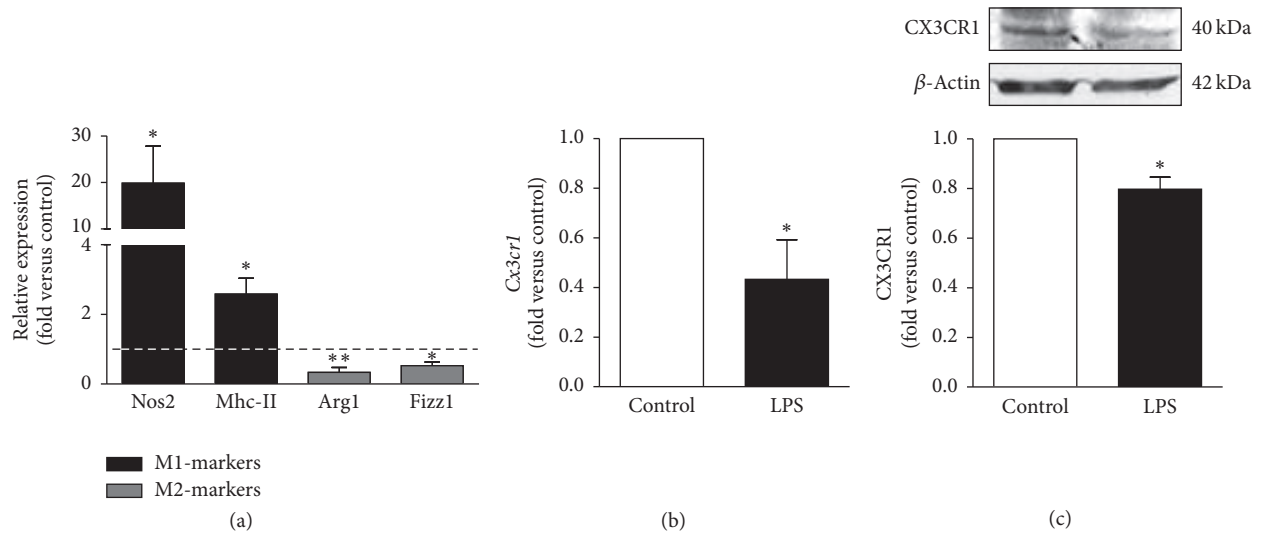 CX3CR1 40 kDa
β-Actin 42 kDa
Relative expression
(fold versus control)
30
*
20
10
4
*
2
** *
0
Nos2 Mhc-II Arg1 Fizz1
M1-markers
M2-markers
(a)
Cx3cr1
(fold versus control)
1.0
0.8
0.6
*
0.4
0.2
0.0
Control LPS
(b)
CX3CR1
(fold versus control)
1.0
*
0.8
0.6
0.4
0.2
0.0
Control LPS
(c)